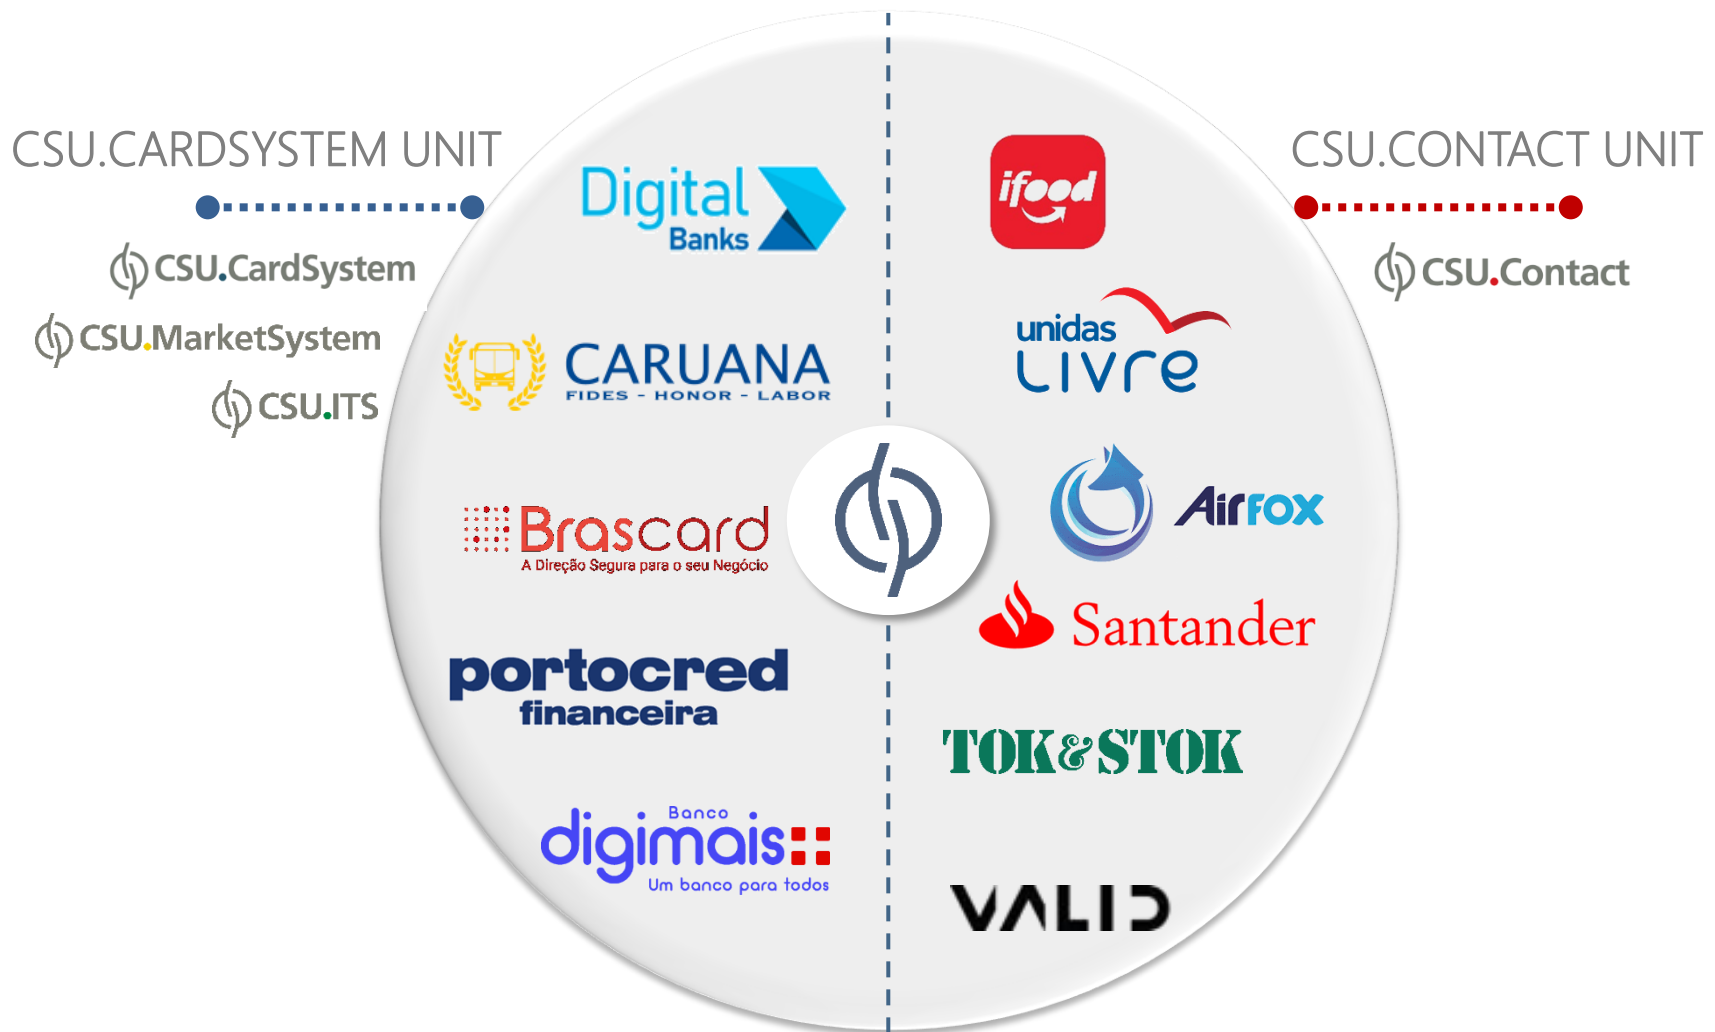 CSU.CARDSYSTEM UNIT
CSU.CardSystem
CSU.MarketSystem
CSU.ITS
Digital
Banks
CARUANA
FIDES - HONOR - LABOR
Brascard
A Direção Segura para o seu Negócio
portocred
financeira
Banco
digimais
Um banco para todos
ifood
unidas
LIVre
AirFOX
Santander
TOK&STOK
VALID
CSU.CONTACT UNIT
CSU.Contact